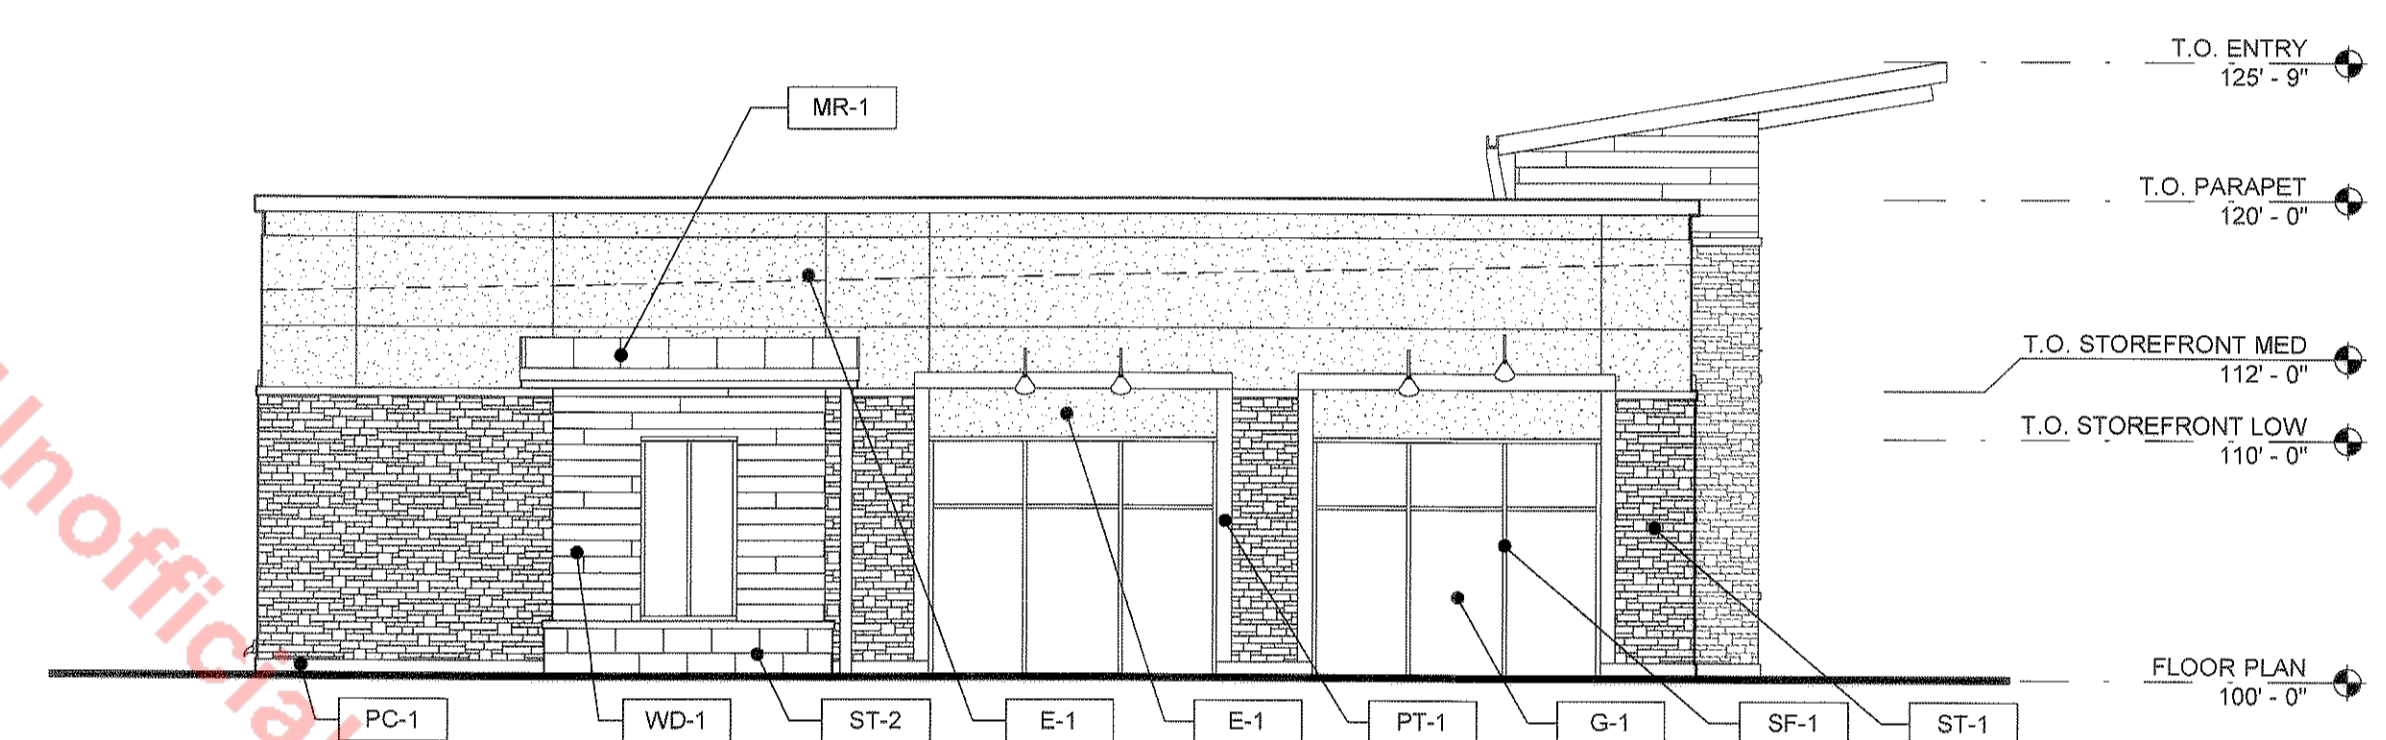 T.O. ENTRY
125' - 9"
MR-1
T.O. PARAPET
120' - 0"
T.O. STOREFRONT MED
112' - 0"
T.O. STOREFRONT LOW
110' - 0"
Unofficial
FLOOR PLAN
100' - 0"
PC-1
WD-1
ST-2
E-1
E-1
PT-1
G-1
SF-1
ST-1